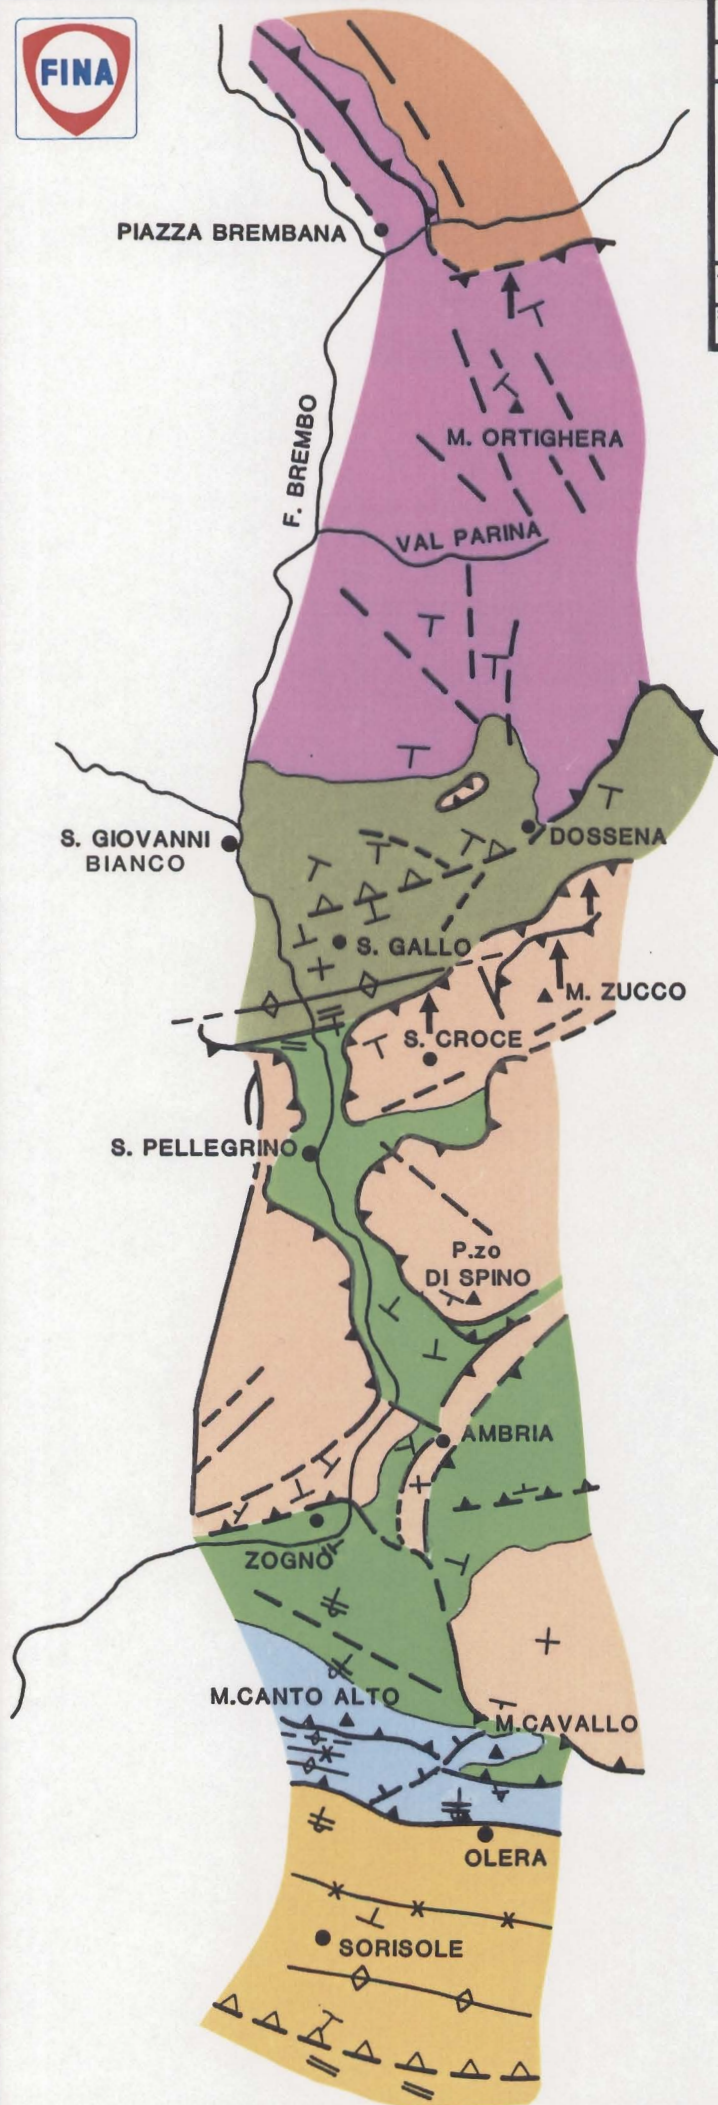 FINA
PIAZZA BREMBANA
F. BREMBO
M. ORTIGHERA
VAL PARINA
S. GIOVANNI
BIANCO
DOSSENA
S. GALLO
M. ZUCCO
S. CROCE
S. PELLEGRINO
P.zo
DI SPINO
AMBRIA
ZOGNO
M.CANTO ALTO
M.CAVALLO
OLERA
SORISOLE